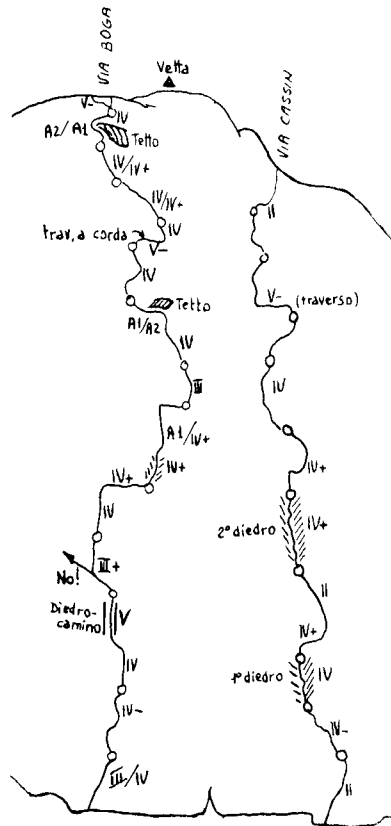 VIA BOGA
Vetta
VIA CASSIN
V-
IV
A2/A1
Tetto
IV/IV+
IV/IV+
IV
Trav. a corda
V-
IV
Tetto
A1/A2
IV
III
A1/IV+
IV+
IV+
IV
III+
No!
Diedro-
camino
V
IV
IV-
III/IV
II
V-
(traverso)
IV
IV+
2° diedro
IV+
II
IV+
1° diedro
IV
IV-
II